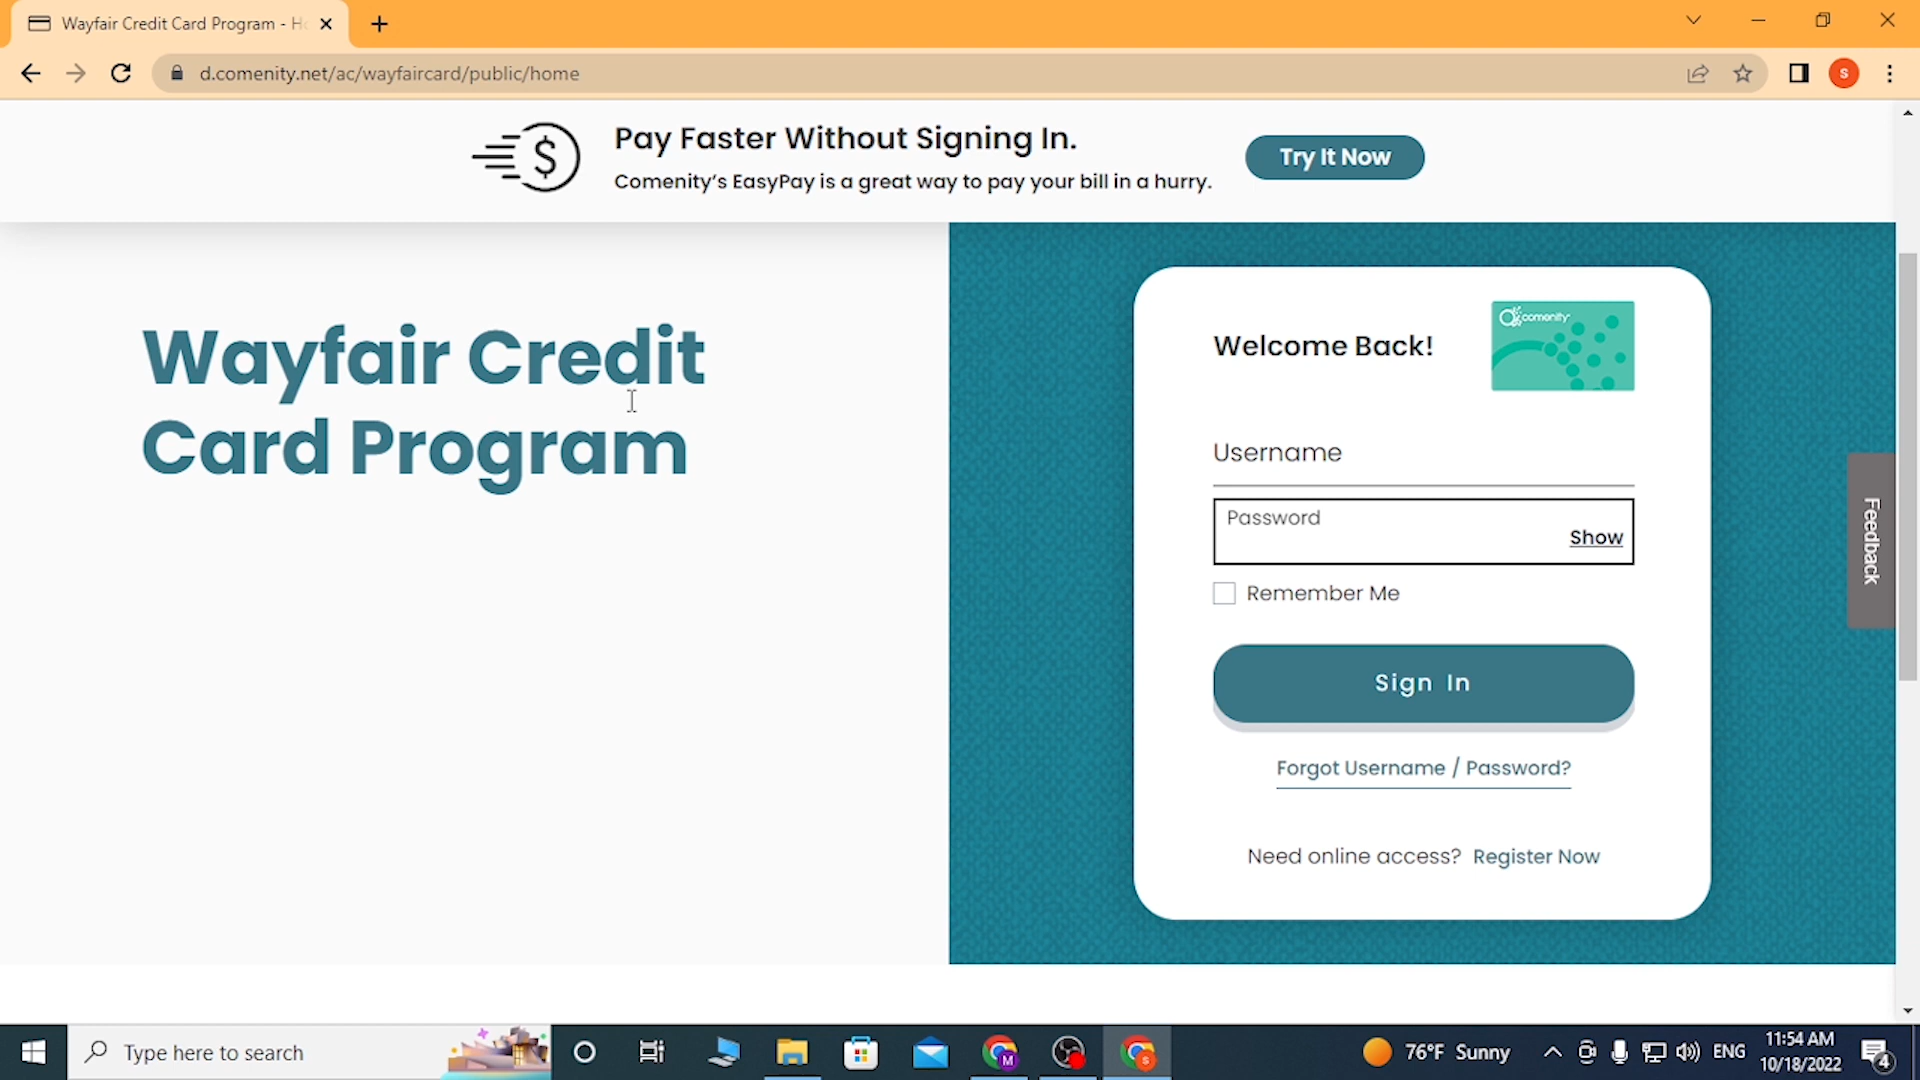 Wayfair Credit Card Program - H
d.comenity.net/ac/wayfaircard/public/home
S
Pay Faster Without Signing In.
Comenity's EasyPay is a great way to pay your bill in a hurry.
Try It Now
Wayfair Credit
Card Program
Welcome Back!
comenity
Username
Password
Show
Remember Me
Sign In
Forgot Username / Password?
Need online access? Register Now
Feedback
Type here to search
M
S
76°F Sunny
ENG
11:54 AM
10/18/2022
4